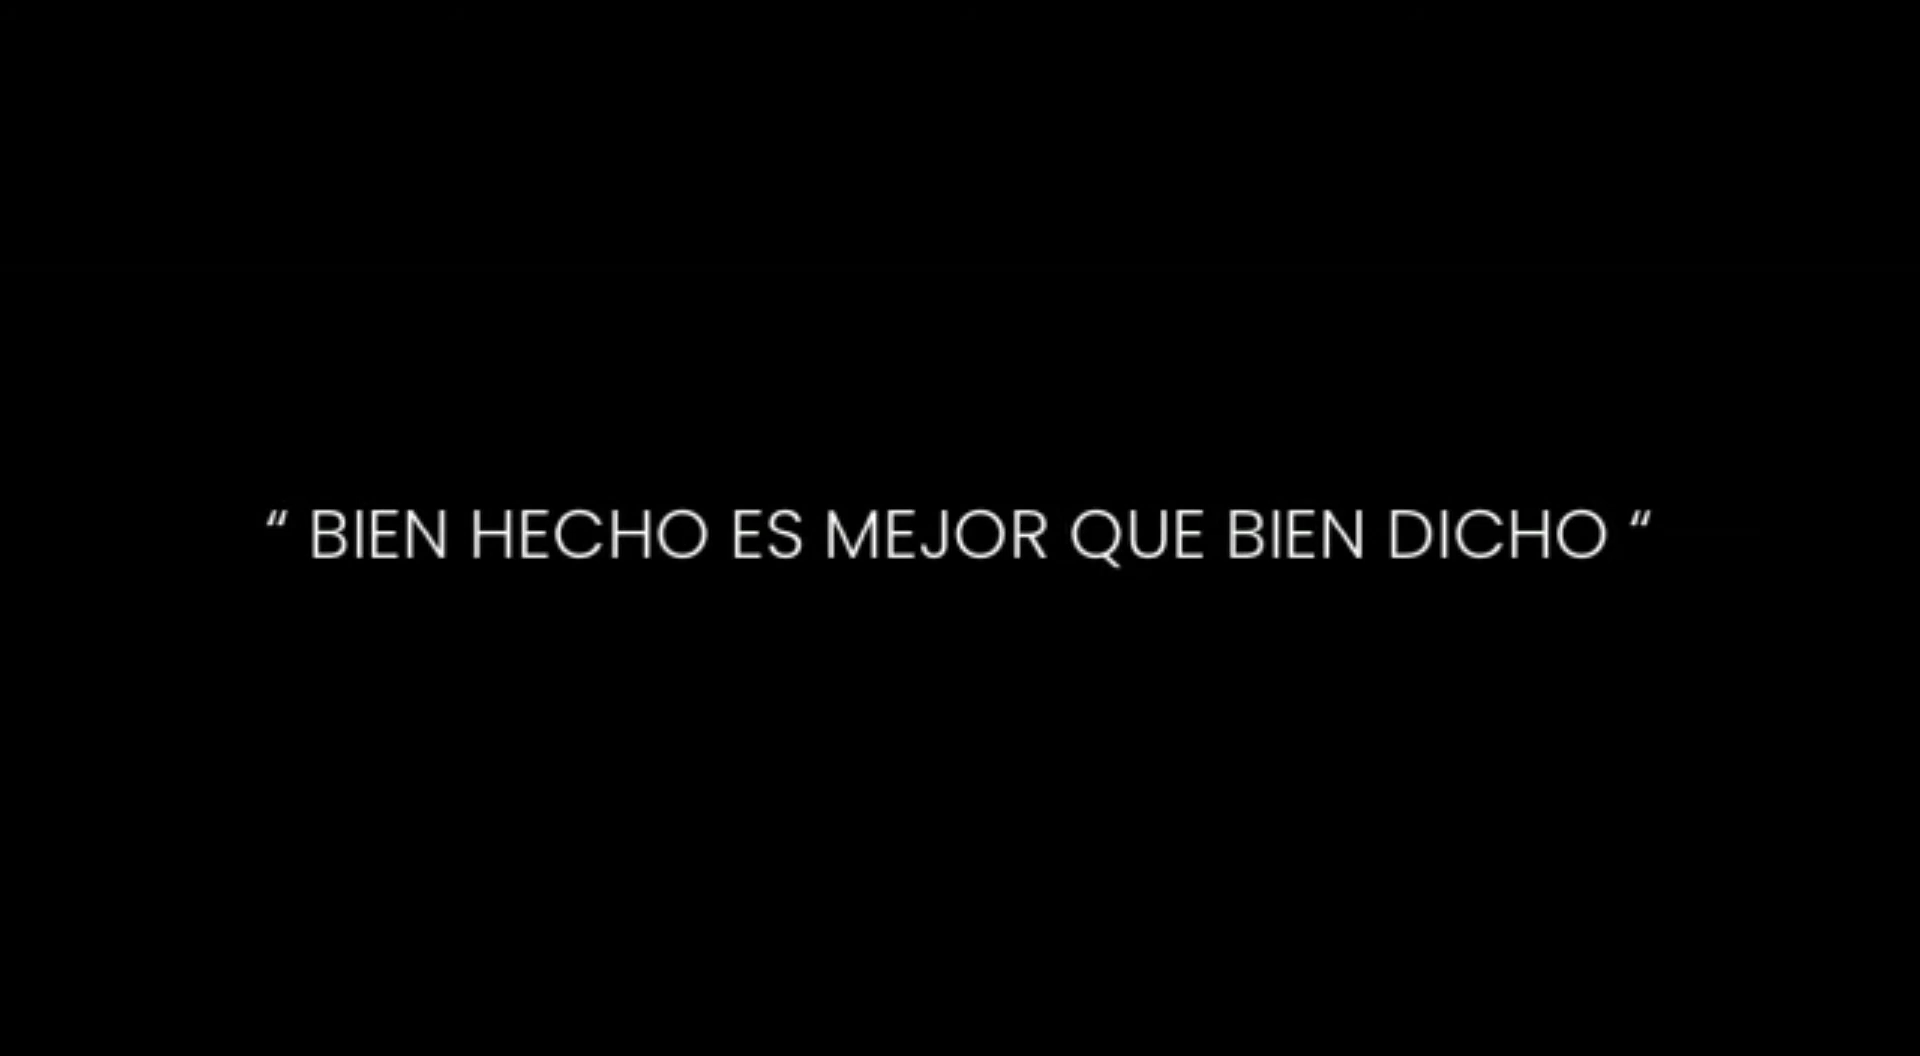 “ BIEN HECHO ES MEJOR QUE BIEN DICHO “